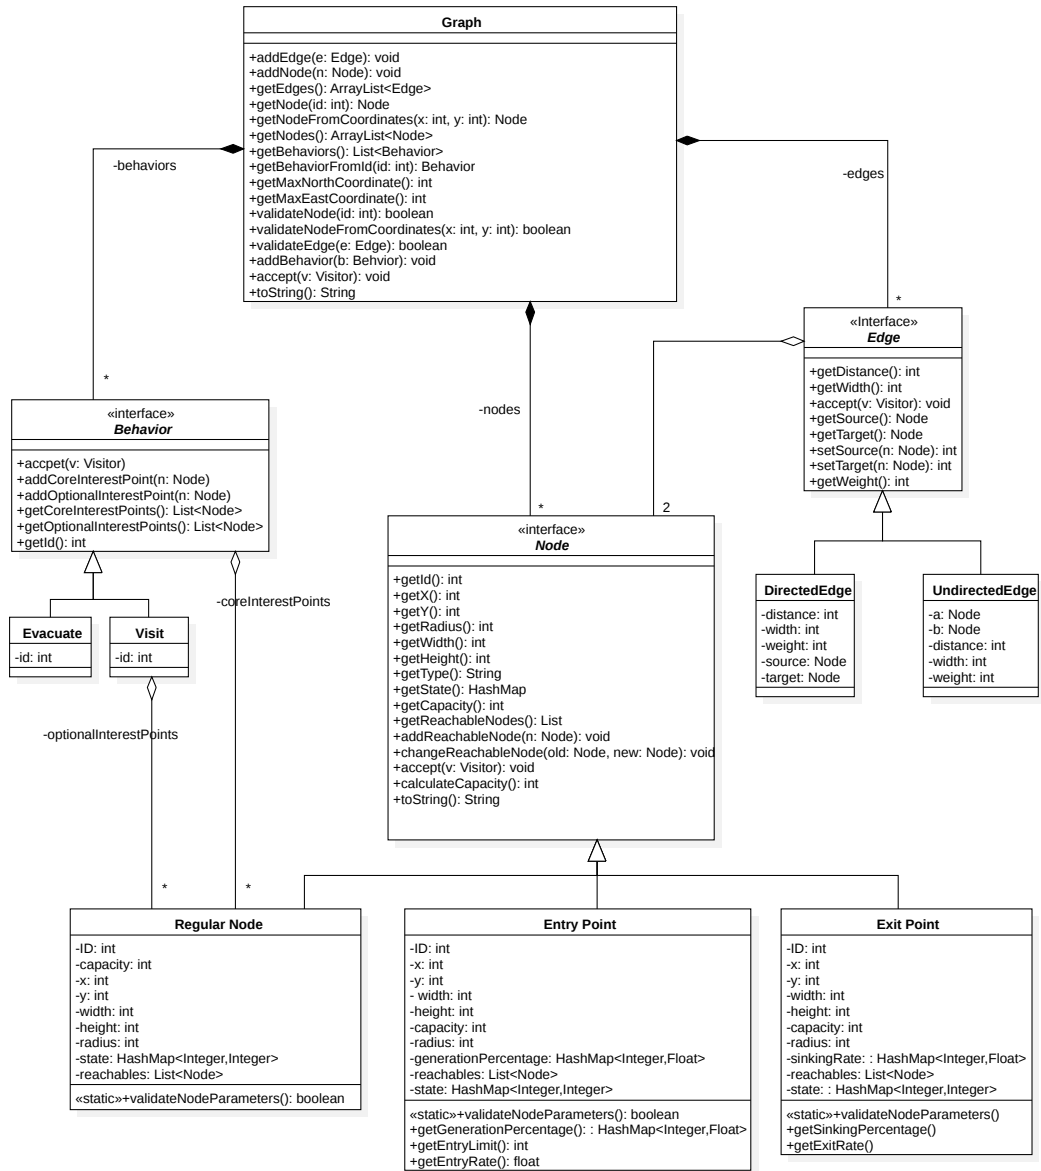 Graph
+addEdge(e: Edge): void
+addNode(n: Node): void
+getEdges(): ArrayList<Edge>
+getNode(id: int): Node
+getNodeFromCoordinates(x: int, y: int): Node
+getNodes(): ArrayList<Node>
+getBehaviors(): List<Behavior>
+getBehaviorFromId(id: int): Behavior
+getMaxNorthCoordinate(): int
+getMaxEastCoordinate(): int
+validateNode(id: int): boolean
+validateNodeFromCoordinates(x: int, y: int): boolean
+validateEdge(e: Edge): boolean
+addBehavior(b: Behvior): void
+accept(v: Visitor): void
+toString(): String
-behaviors
*
-nodes
*
-edges
*
2
«Interface»
Edge
+getDistance(): int
+getWidth(): int
+accept(v: Visitor): void
+getSource(): Node
+getTarget(): Node
+setSource(n: Node): int
+setTarget(n: Node): int
+getWeight(): int
«interface»
Behavior
+accpet(v: Visitor)
+addCoreInterestPoint(n: Node)
+addOptionalInterestPoint(n: Node)
+getCoreInterestPoints(): List<Node>
+getOptionalInterestPoints(): List<Node>
+getId(): int
«interface»
Node
+getId(): int
+getX(): int
+getY(): int
+getRadius(): int
+getWidth(): int
+getHeight(): int
+getType(): String
+getState(): HashMap
+getCapacity(): int
+getReachableNodes(): List
+addReachableNode(n: Node): void
+changeReachableNode(old: Node, new: Node): void
+accept(v: Visitor): void
+calculateCapacity(): int
+toString(): String
DirectedEdge
-distance: int
-width: int
-weight: int
-source: Node
-target: Node
UndirectedEdge
-a: Node
-b: Node
-distance: int
-width: int
-weight: int
-coreInterestPoints
Evacuate
-id: int
Visit
-id: int
-optionalInterestPoints
*
*
Regular Node
-ID: int
-capacity: int
-x: int
-y: int
-width: int
-height: int
-radius: int
-state: HashMap<Integer,Integer>
-reachables: List<Node>
«static»+validateNodeParameters(): boolean
Entry Point
-ID: int
-x: int
-y: int
- width: int
-height: int
-capacity: int
-radius: int
-generationPercentage: HashMap<Integer,Float>
-reachables: List<Node>
-state: HashMap<Integer,Integer>
«static»+validateNodeParameters(): boolean
+getGenerationPercentage(): : HashMap<Integer,Float>
+getEntryLimit(): int
+getEntryRate(): float
Exit Point
-ID: int
-x: int
-y: int
-width: int
-height: int
-capacity: int
-radius: int
-sinkingRate: : HashMap<Integer,Float>
-reachables: List<Node>
-state: : HashMap<Integer,Integer>
«static»+validateNodeParameters()
+getSinkingPercentage()
+getExitRate()